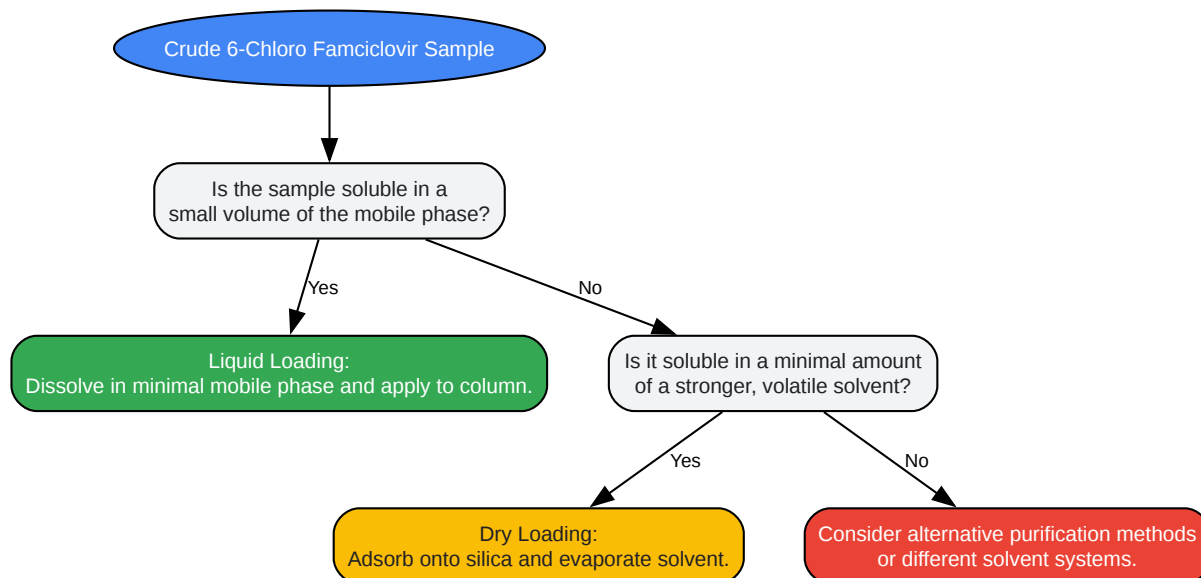 Crude 6-Chloro Famciclovir Sample
Is the sample soluble in a
small volume of the mobile phase?
Yes
No
Liquid Loading:
Dissolve in minimal mobile phase and apply to column.
Is it soluble in a minimal amount
of a stronger, volatile solvent?
Yes
No
Dry Loading:
Adsorb onto silica and evaporate solvent.
Consider alternative purification methods
or different solvent systems.